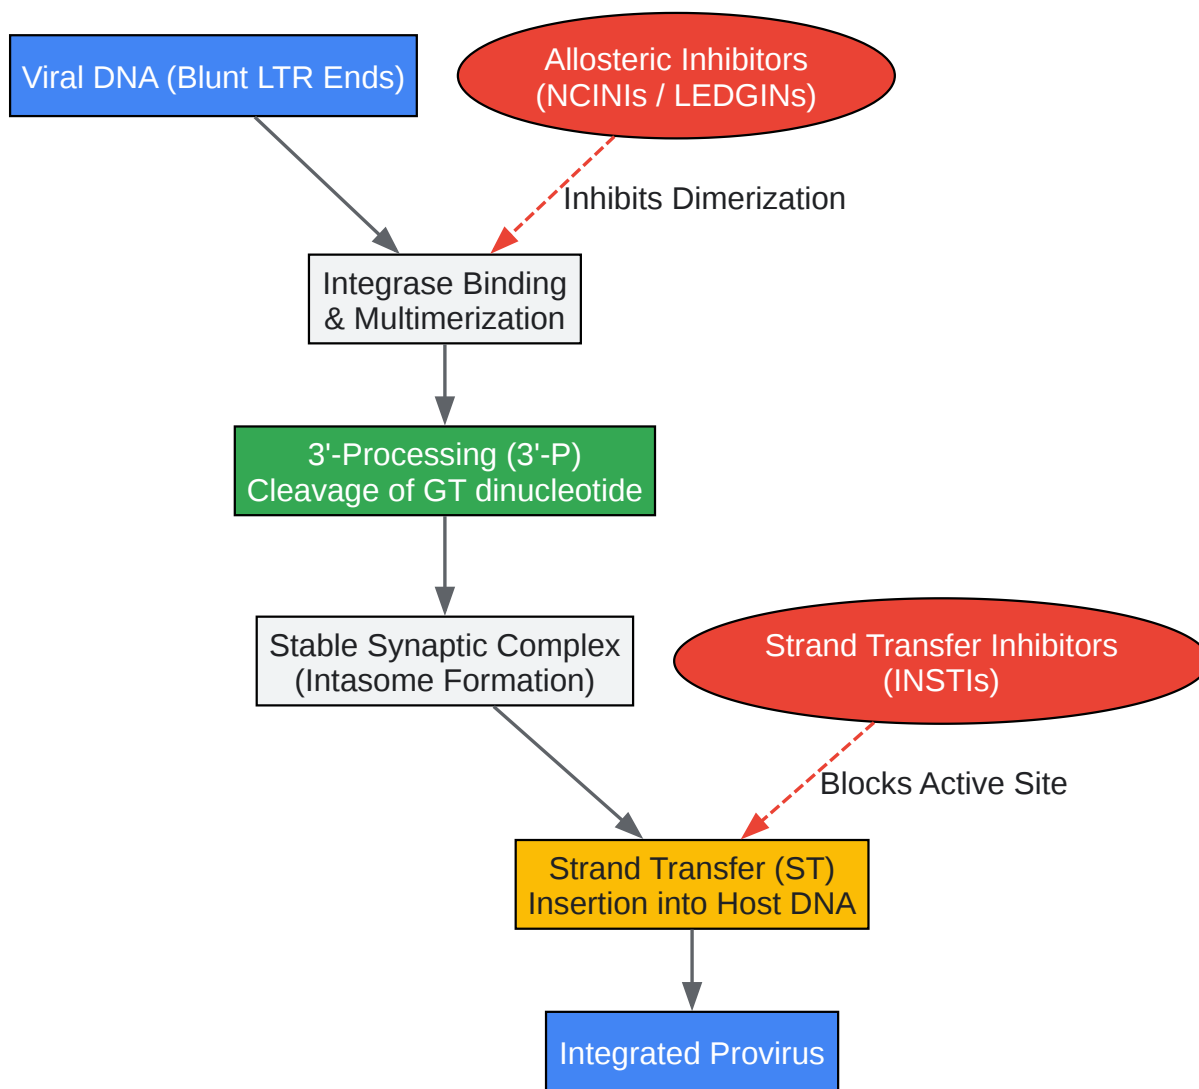 Viral DNA (Blunt LTR Ends)
Allosteric Inhibitors
(NCINIs / LEDGINs)
Inhibits Dimerization
Integrase Binding
& Multimerization
3'-Processing (3'-P)
Cleavage of GT dinucleotide
Stable Synaptic Complex
(Intasome Formation)
Strand Transfer Inhibitors
(INSTIs)
Blocks Active Site
Strand Transfer (ST)
Insertion into Host DNA
Integrated Provirus